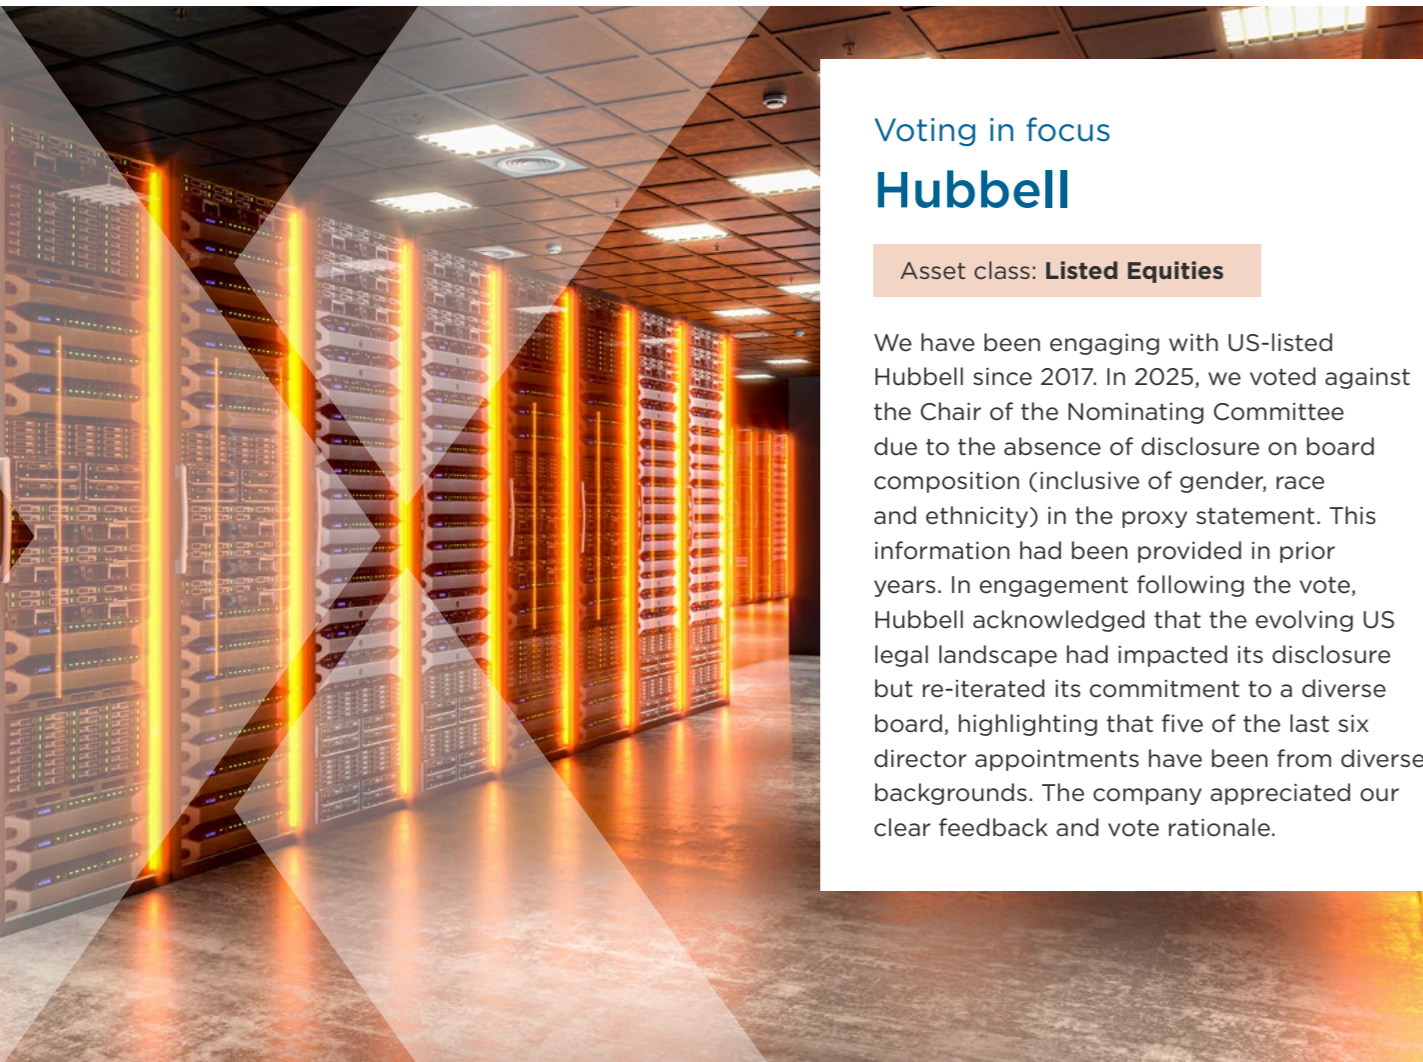 Voting in focus
Hubbell
Asset class: Listed Equities
We have been engaging with US-listed
Hubbell since 2017. In 2025, we voted against
the Chair of the Nominating Committee
due to the absence of disclosure on board
composition (inclusive of gender, race
and ethnicity) in the proxy statement. This
information had been provided in prior
years. In engagement following the vote,
Hubbell acknowledged that the evolving US
legal landscape had impacted its disclosure
but re-iterated its commitment to a diverse
board, highlighting that five of the last six
director appointments have been from diverse
backgrounds. The company appreciated our
clear feedback and vote rationale.